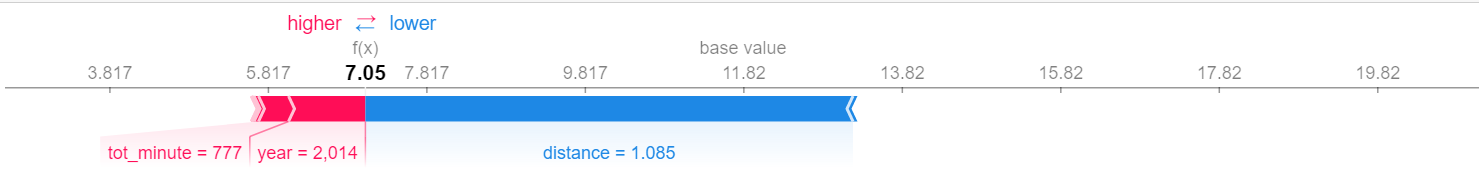 higher ⇄ lower
f(x) base value
3.817 5.817 7.05 7.817 9.817 11.82 13.82 15.82 17.82 19.82
tot_minute = 777 year = 2,014 distance = 1.085